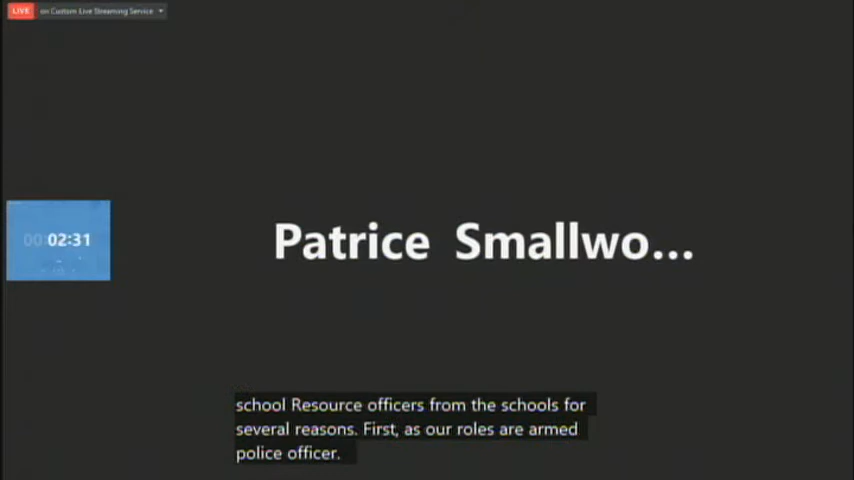 LIVE on Custom Live Streaming Service
00:02:31
Patrice Smallwo...
school Resource officers from the schools for
several reasons. First, as our roles are armed
police officer.